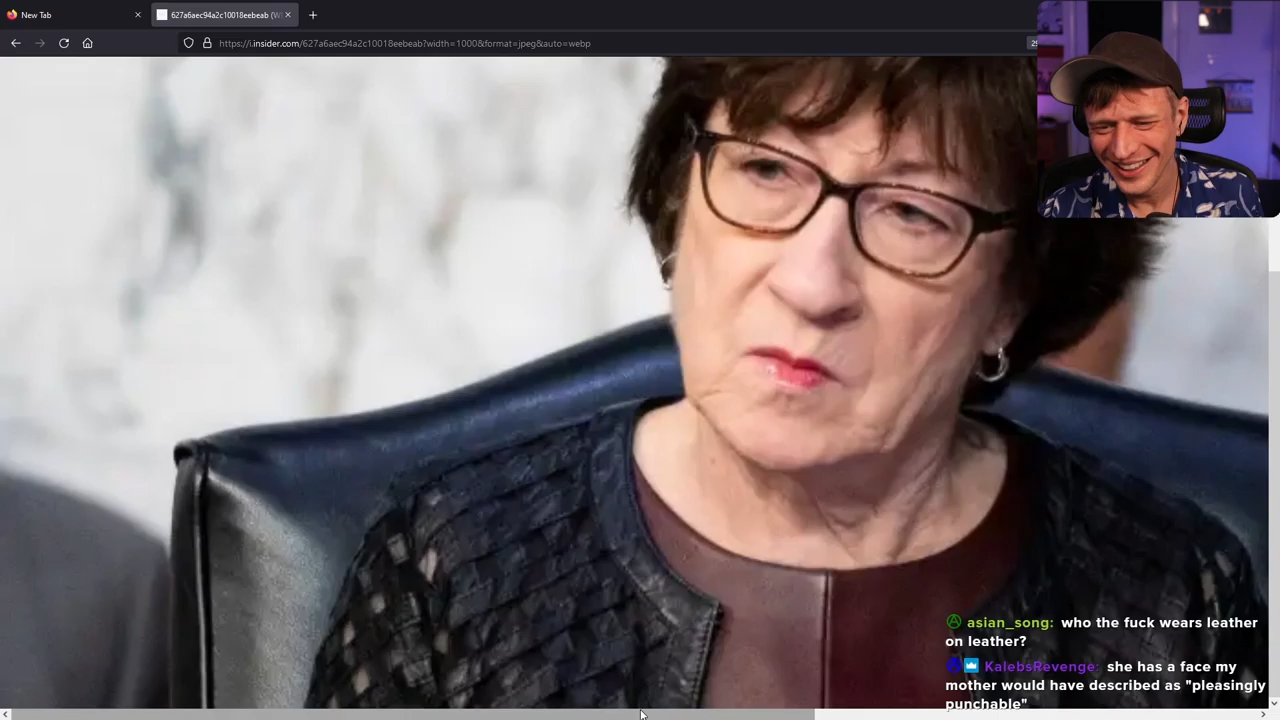 New Tab
627a6aec94a2c10018eebeab (W
https://i.insider.com/627a6aec94a2c10018eebeab?width=1000&format=jpeg&auto=webp
asian_song: who the fuck wears leather
on leather?
KalebsRevenge: she has a face my
mother would have described as "pleasingly
punchable"